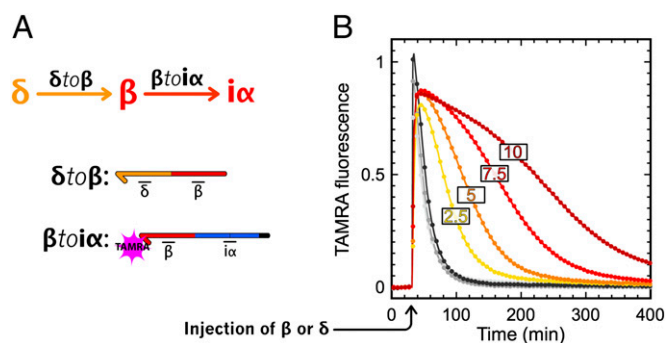 A
B
δtoβ βtoiα
δ β iα
δtoβ:
δ β
βtoiα:
TAMRA
β iα
Injection of β or δ
TAMRA fluorescence
1
0.5
0
10
7.5
5
2.5
0 100 200 300 400
Time (min)